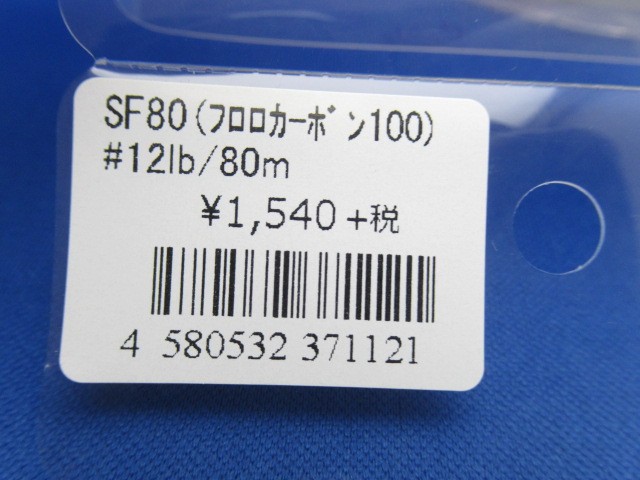 SF80(ﾌﾛﾛｶｰﾎﾞﾝ100)
#12lb/80m
¥1,540+税
4 580532 371121